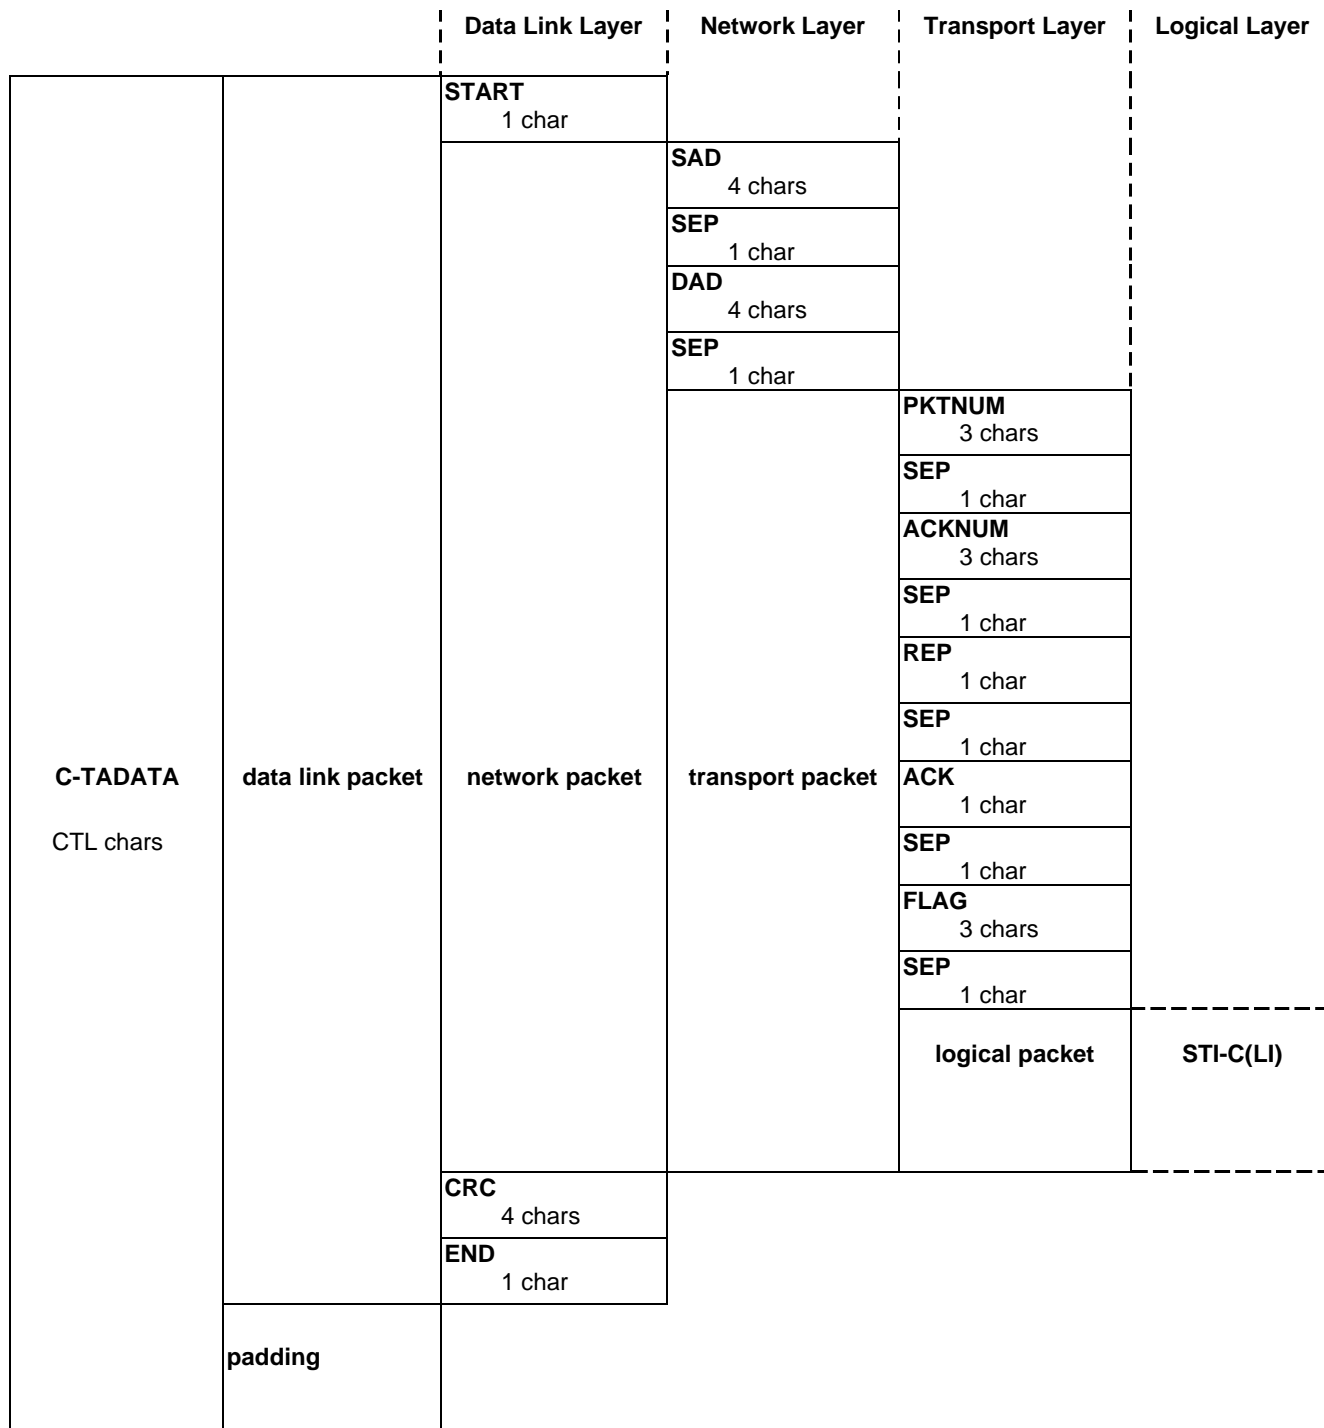 Data Link Layer Network Layer Transport Layer Logical Layer
START
1 char
SAD
4 chars
SEP
1 char
DAD
4 chars
SEP
1 char
PKTNUM
3 chars
SEP
1 char
ACKNUM
3 chars
SEP
1 char
REP
1 char
SEP
1 char
C-TADATA data link packet network packet transport packet ACK
1 char
CTL chars
SEP
1 char
FLAG
3 chars
SEP
1 char
logical packet STI-C(LI)
CRC
4 chars
END
1 char
padding